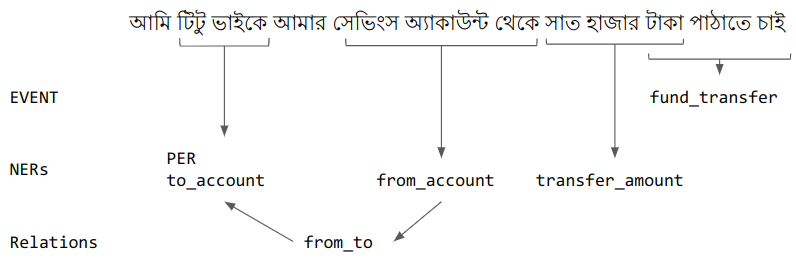 আমি টিটু ভাইকে আমার সেভিংস অ্যাকাউন্ট থেকে সাত হাজার টাকা পাঠাতে চাই
EVENT fund_transfer
PER
NERs
to_account from_account transfer_amount
Relations from_to